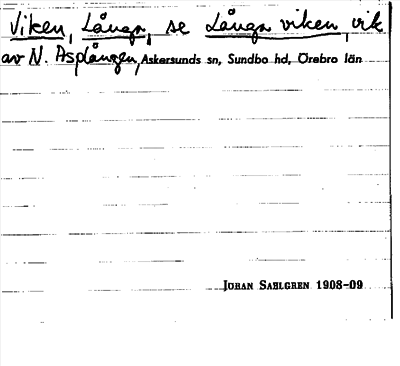 Viken, Långa, se Långa viken, vik
av N. Asplången, Askersunds sn, Sundbo hd, Örebro län
JOHAN SAHLGREN 1908-09